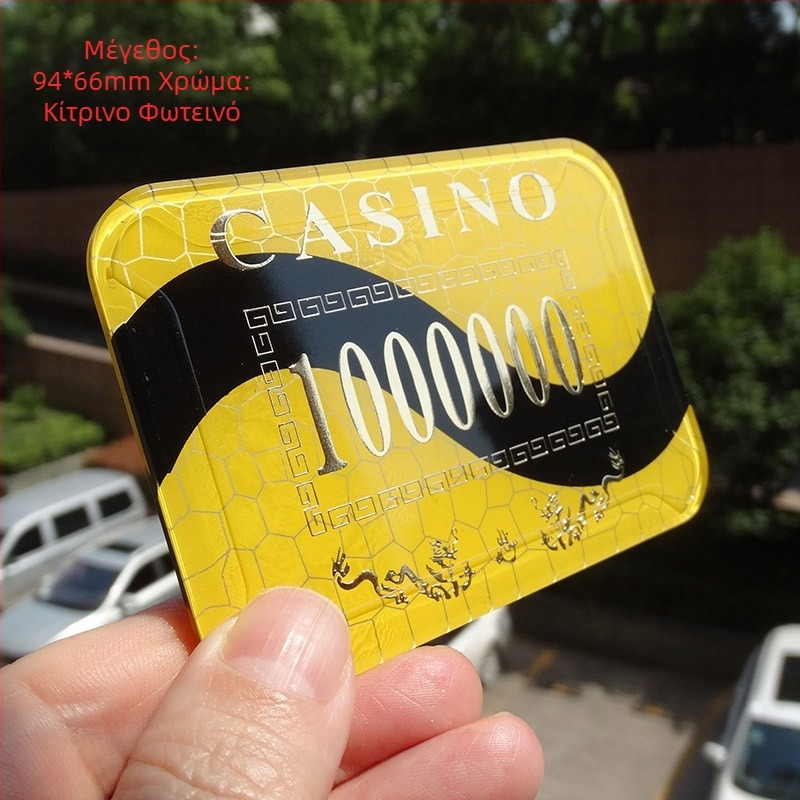 Μέγεθος:
94*66mm Χρώμα:
Κίτρινο Φωτεινό
CASINO
1000000